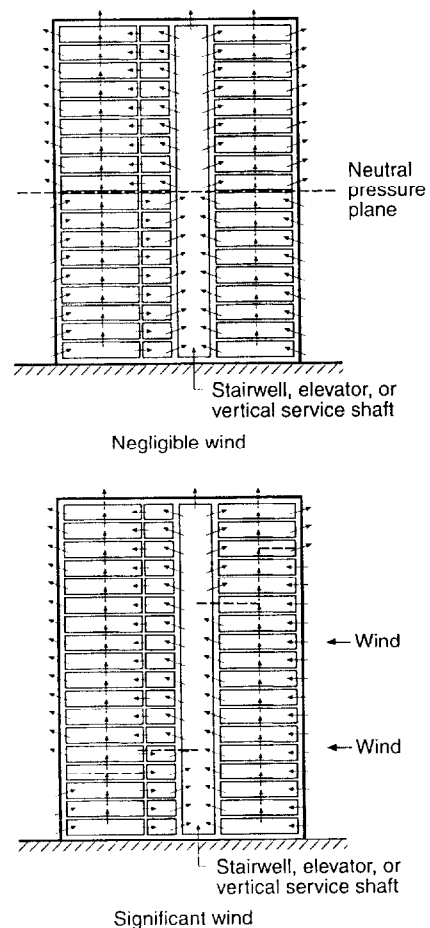 Neutral
pressure
plane
Stairwell, elevator, or
vertical service shaft
Negligible wind
Wind
Wind
Stairwell, elevator, or
vertical service shaft
Significant wind